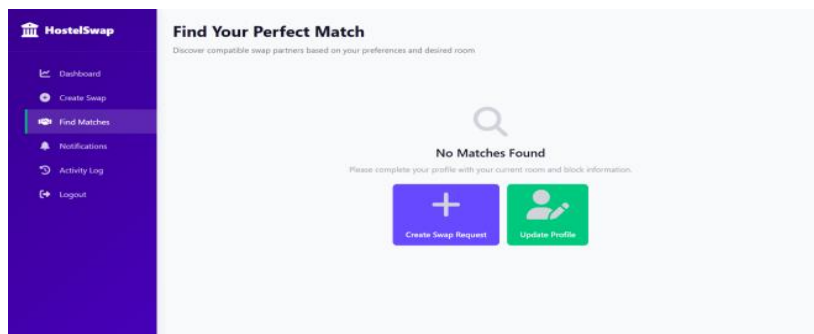 HostelSwap
Dashboard
Create Swap
Find Matches
Notifications
Activity Log
Logout
Find Your Perfect Match
Discover compatible swap partners based on your preferences and desired room
No Matches Found
Please complete your profile with your current room and block information.
Create Swap Request
Update Profile